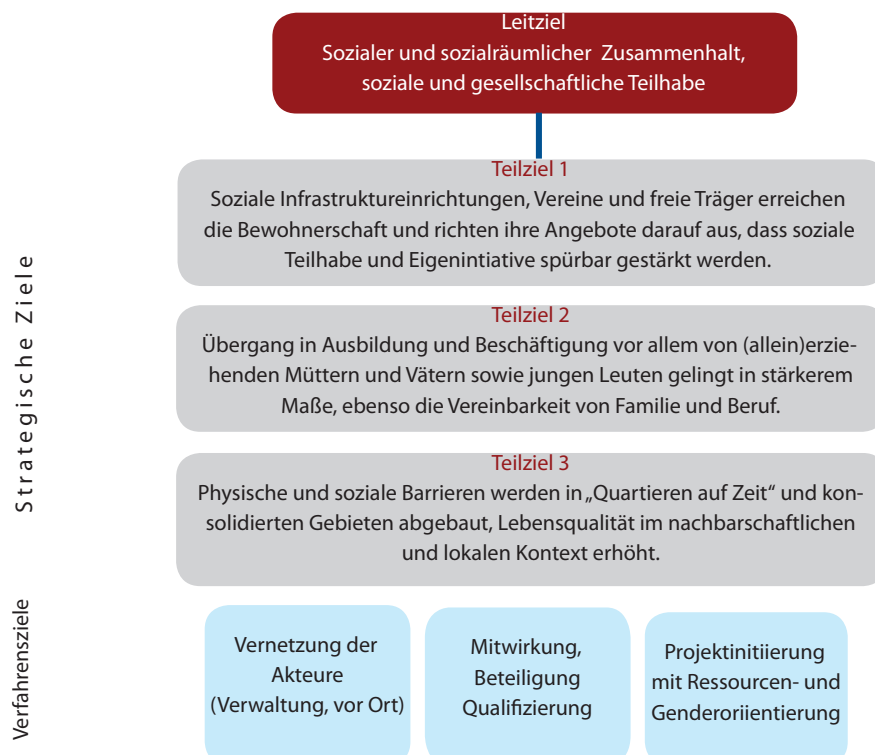 Leitziel
Sozialer und sozialräumlicher Zusammenhalt,
soziale und gesellschaftliche Teilhabe
Strategische Ziele
Teilziel 1
Soziale Infrastruktureinrichtungen, Vereine und freie Träger erreichen
die Bewohnerschaft und richten ihre Angebote darauf aus, dass soziale
Teilhabe und Eigenintiative spürbar gestärkt werden.
Teilziel 2
Übergang in Ausbildung und Beschäftigung vor allem von (allein)erzie-
henden Müttern und Vätern sowie jungen Leuten gelingt in stärkerem
Maße, ebenso die Vereinbarkeit von Familie und Beruf.
Teilziel 3
Physische und soziale Barrieren werden in „Quartieren auf Zeit“ und kon-
solidierten Gebieten abgebaut, Lebensqualität im nachbarschaftlichen
und lokalen Kontext erhöht.
Verfahrensziele
Vernetzung der
Akteure
(Verwaltung, vor Ort)
Mitwirkung,
Beteiligung
Qualifizierung
Projektinitiierung
mit Ressourcen- und
Genderoriientierung